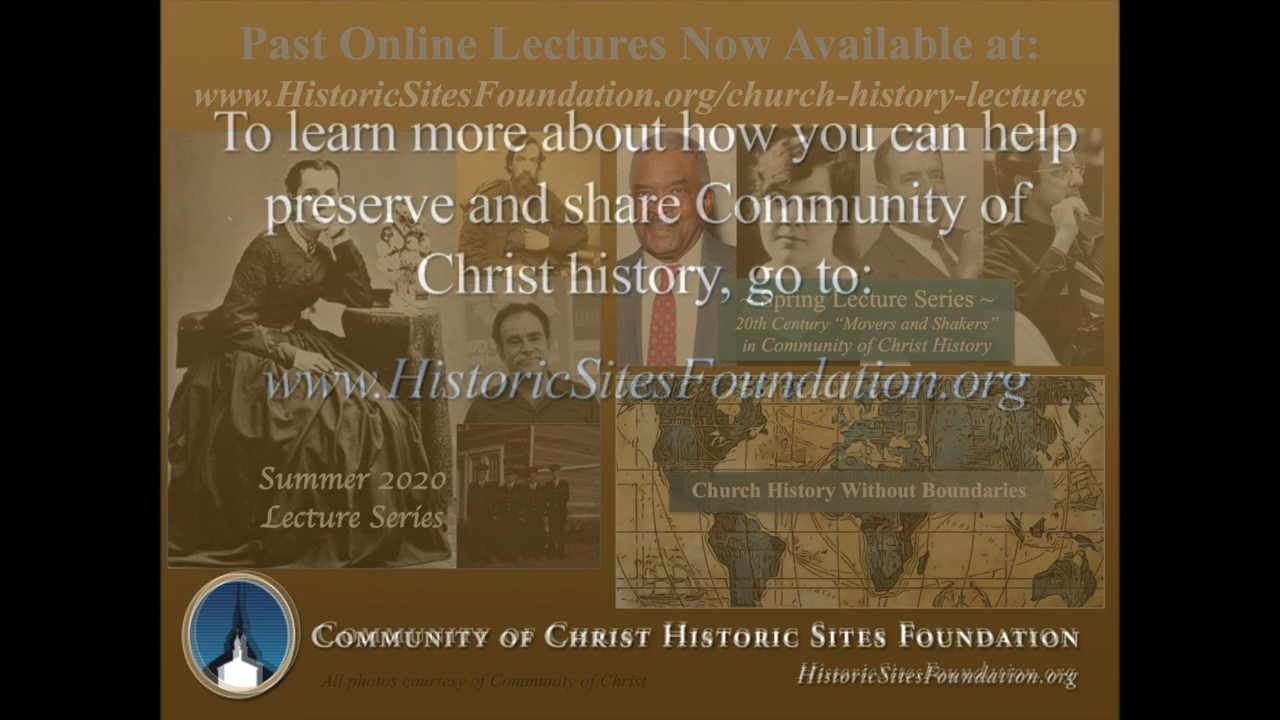 Past Online Lectures Now Available at:
www.HistoricSitesFoundation.org/church-history-lectures
To learn more about how you can help
preserve and share Community of
Christ history, go to:
~ Spring Lecture Series ~
20th Century “Movers and Shakers”
in Community of Christ History
www.HistoricSitesFoundation.org
Summer 2020
Lecture Series
Church History Without Boundaries
Community of Christ Historic Sites Foundation
HistoricSitesFoundation.org
All photos courtesy of Community of Christ